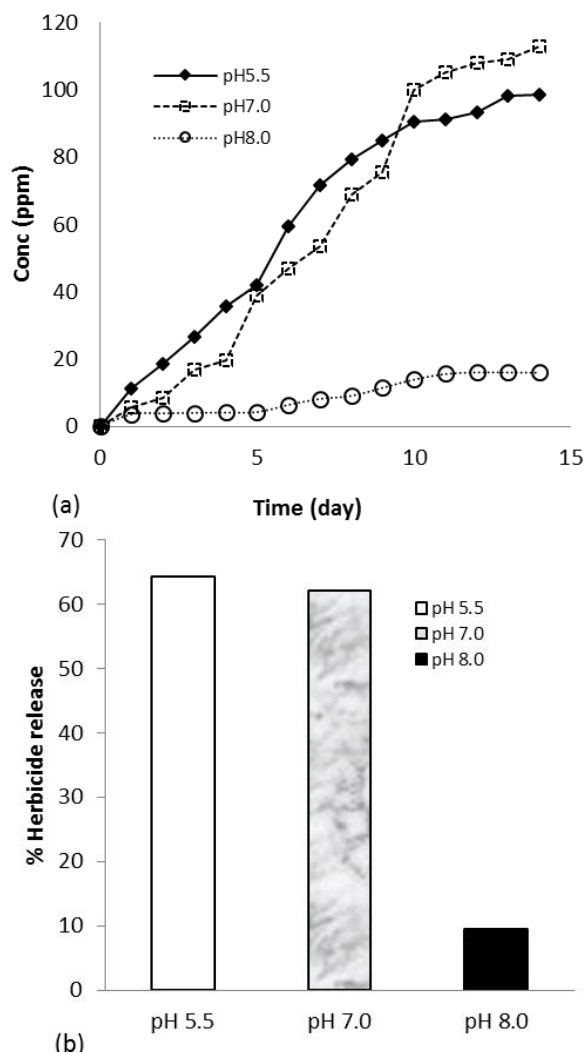 120
100
80
60
40
20
0
Conc (ppm)
pH5.5
pH7.0
pH8.0
0 5 10 15
(a) Time (day)
70
60
50
40
30
20
10
0
% Herbicide release
pH 5.5
pH 7.0
pH 8.0
pH 5.5 pH 7.0 pH 8.0
(b)